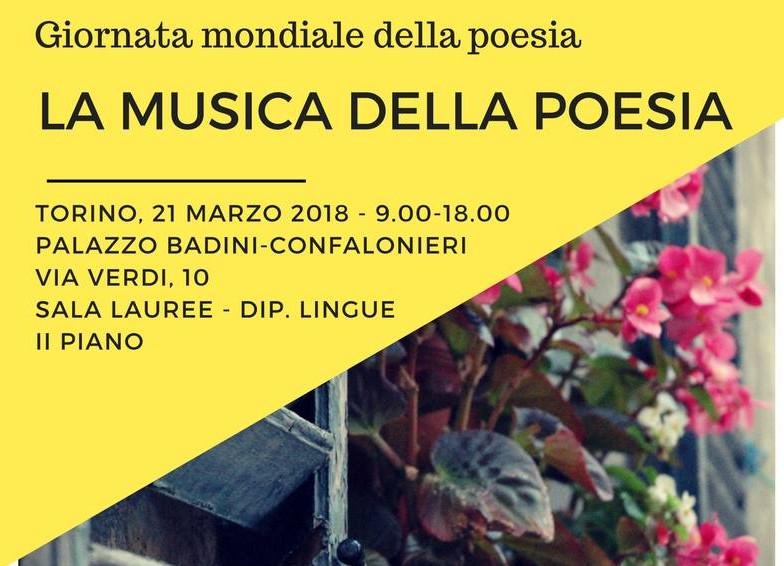 Giornata mondiale della poesia
LA MUSICA DELLA POESIA
TORINO, 21 MARZO 2018 - 9.00-18.00
PALAZZO BADINI-CONFALONIERI
VIA VERDI, 10
SALA LAUREE - DIP. LINGUE
II PIANO